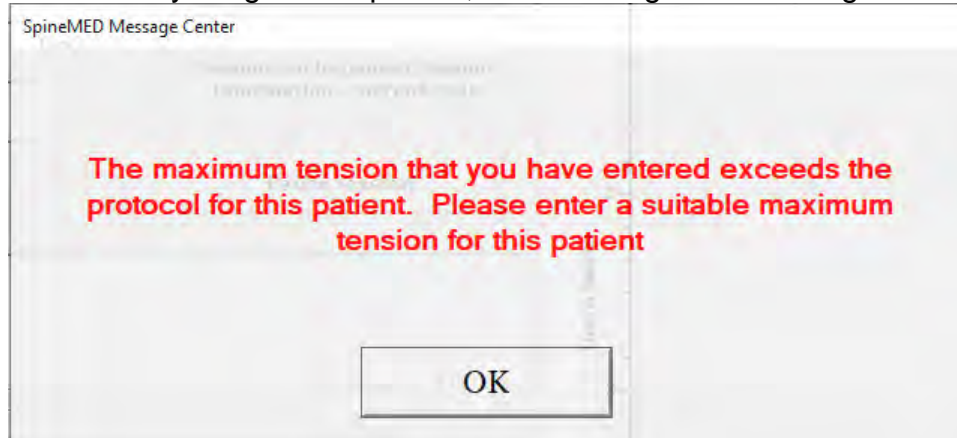 SpineMED Message Center
The maximum tension that you have entered exceeds the
protocol for this patient.  Please enter a suitable maximum
tension for this patient
OK